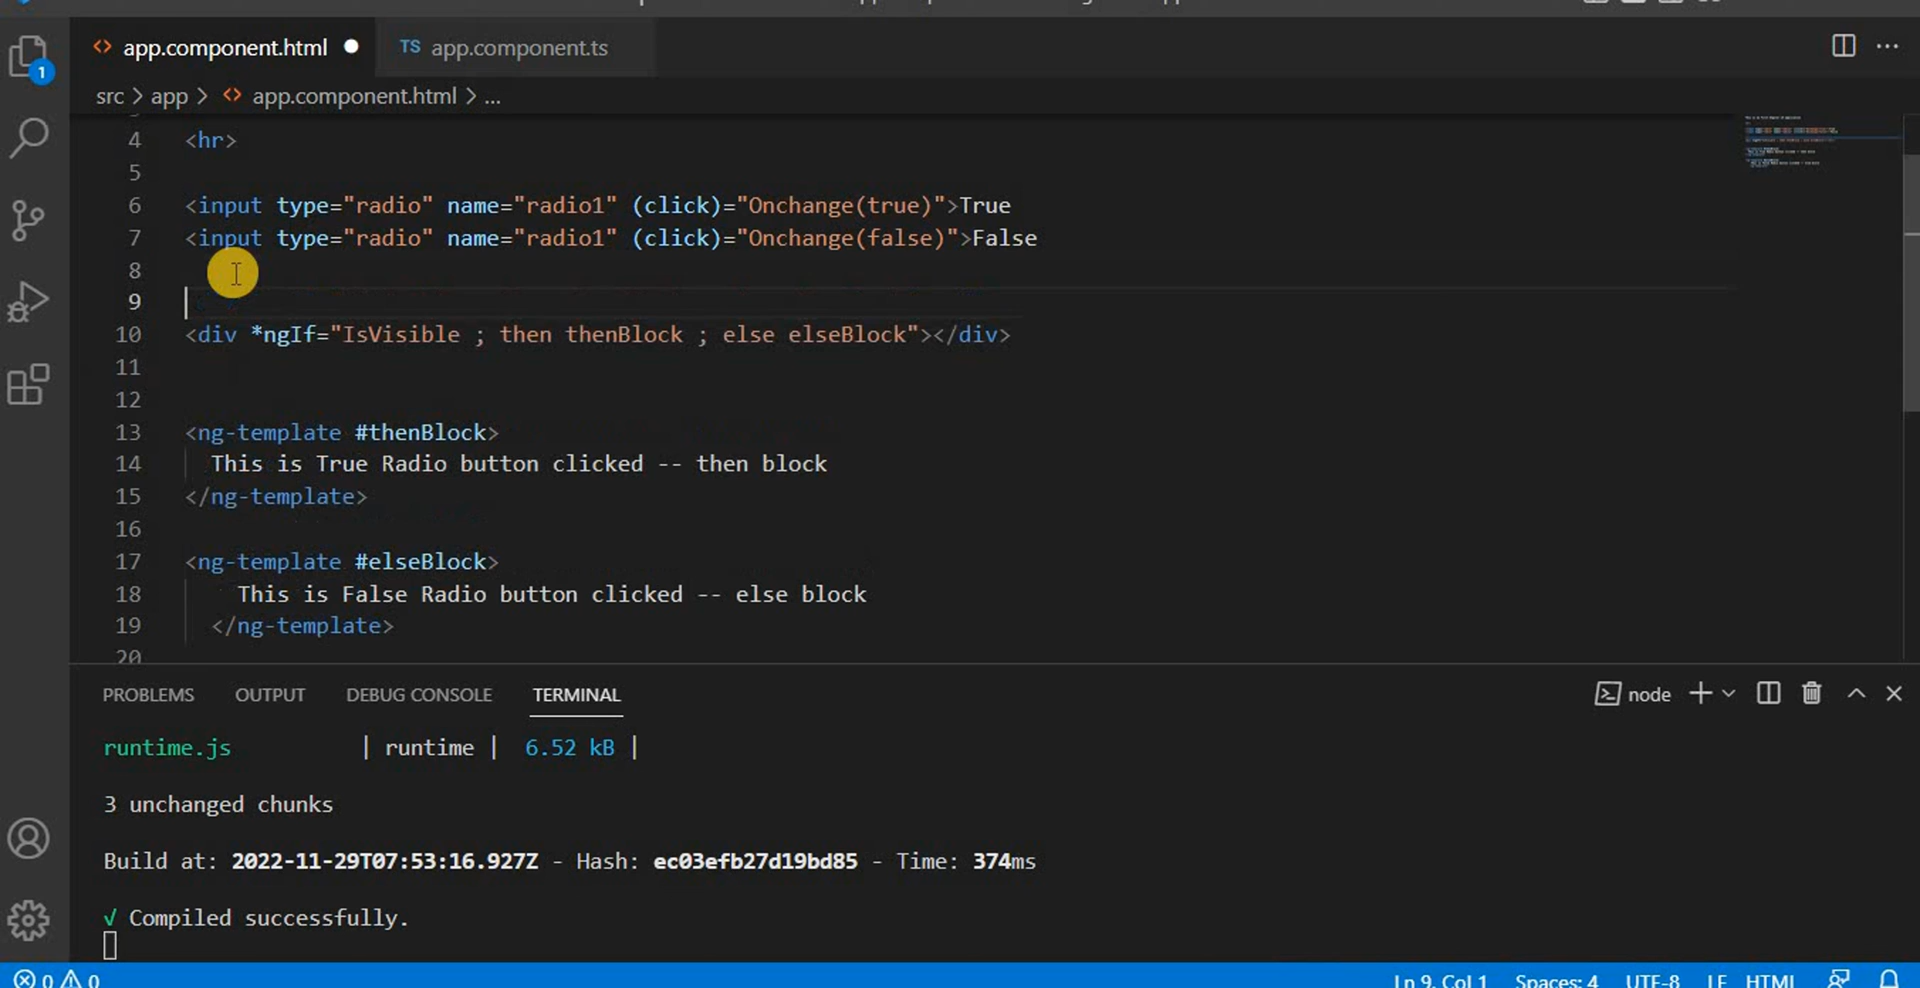 app.component.html
TS app.component.ts
1
src > app > <> app.component.html > ...
4 <hr>
5
6 <input type="radio" name="radio1" (click)="Onchange(true)">True
7 <input type="radio" name="radio1" (click)="Onchange(false)">False
8
9
10 <div *ngIf="IsVisible ; then thenBlock ; else elseBlock"></div>
11
12
13 <ng-template #thenBlock>
14 This is True Radio button clicked -- then block
15 </ng-template>
16
17 <ng-template #elseBlock>
18 This is False Radio button clicked -- else block
19 </ng-template>
20
PROBLEMS OUTPUT DEBUG CONSOLE TERMINAL node
runtime.js | runtime | 6.52 kB |
3 unchanged chunks
Build at: 2022-11-29T07:53:16.927Z - Hash: ec03efb27d19bd85 - Time: 374ms
√ Compiled successfully.
0 0 Ln 9, Col 1 Spaces: 4 UTF-8 LF HTML